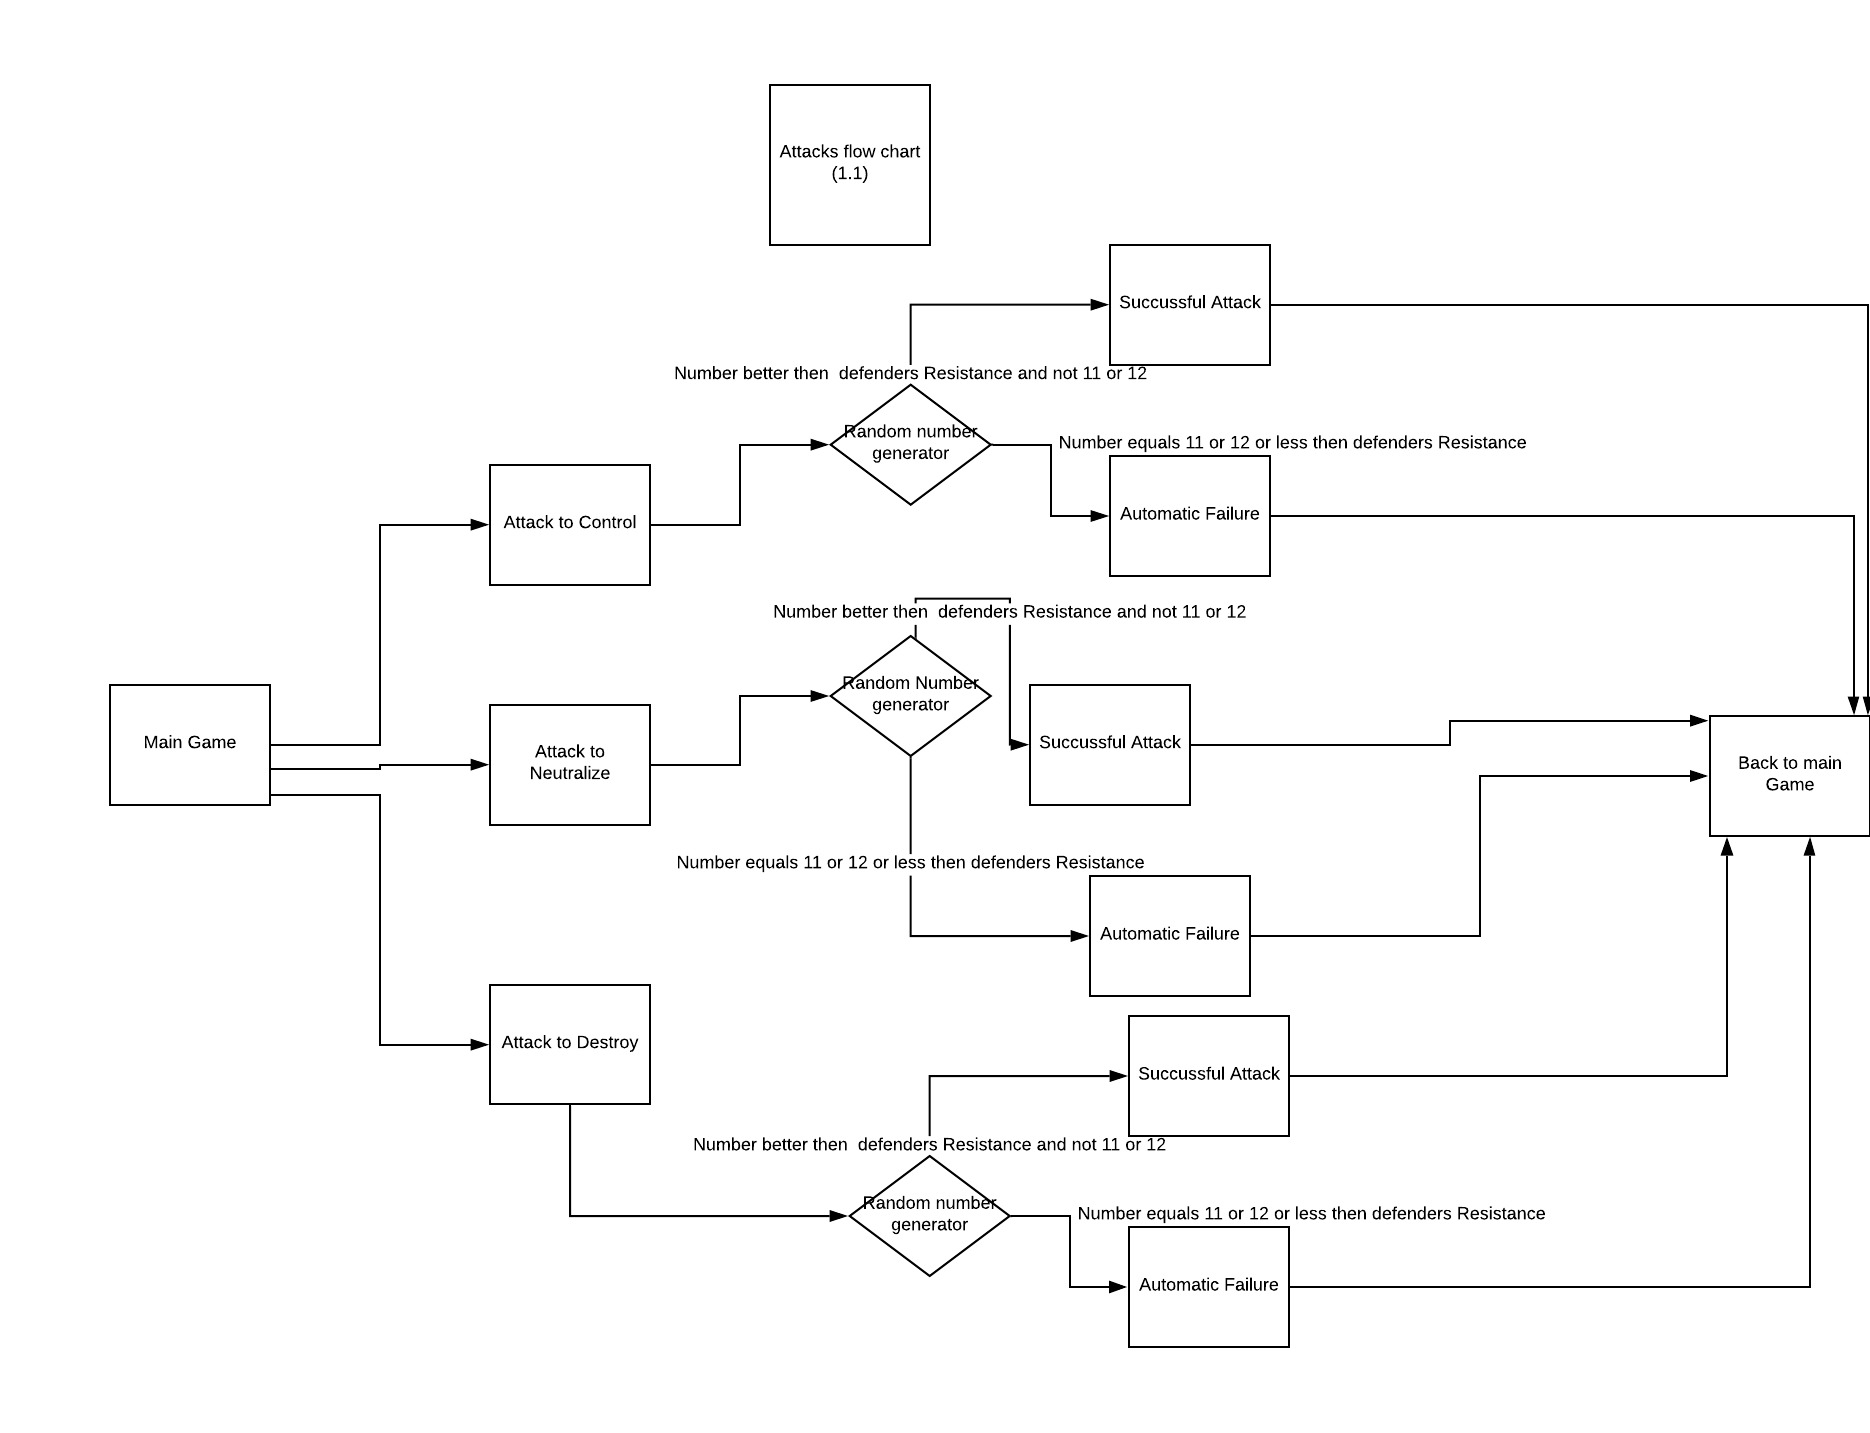 Attacks flow chart
(1.1)
Succussful Attack
Number better then  defenders Resistance and not 11 or 12
Random number
generator
Number equals 11 or 12 or less then defenders Resistance
Attack to Control
Automatic Failure
Number better then  defenders Resistance and not 11 or 12
Random Number
generator
Main Game
Attack to
Neutralize
Succussful Attack
Back to main
Game
Number equals 11 or 12 or less then defenders Resistance
Automatic Failure
Attack to Destroy
Succussful Attack
Number better then  defenders Resistance and not 11 or 12
Random number
generator
Number equals 11 or 12 or less then defenders Resistance
Automatic Failure